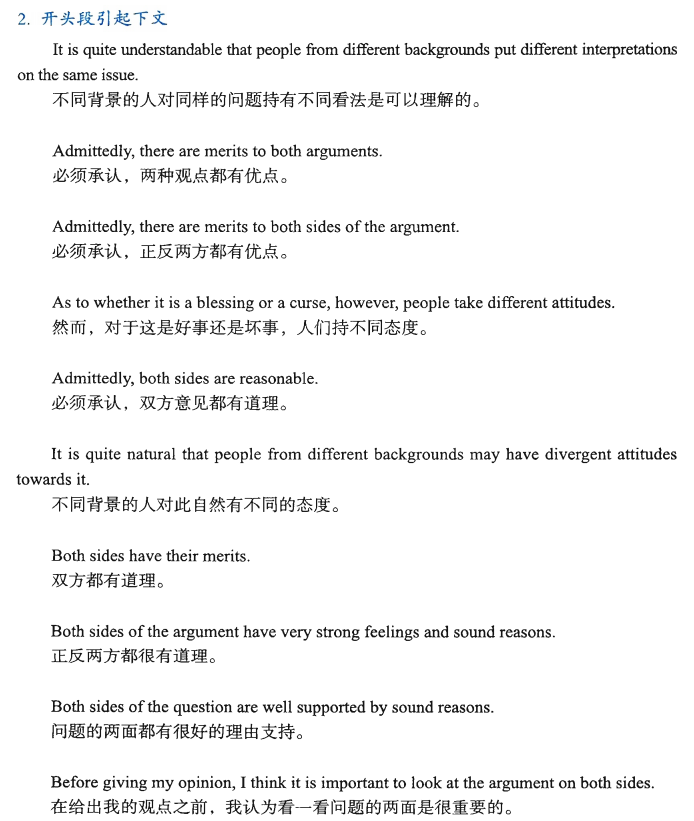 2. 开头段引起下文
It is quite understandable that people from different backgrounds put different interpretations
on the same issue.
不同背景的人对同样的问题持有不同看法是可以理解的。
Admittedly, there are merits to both arguments.
必须承认，两种观点都有优点。
Admittedly, there are merits to both sides of the argument.
必须承认，正反两方都有优点。
As to whether it is a blessing or a curse, however, people take different attitudes.
然而，对于这是好事还是坏事，人们持不同态度。
Admittedly, both sides are reasonable.
必须承认，双方意见都有道理。
It is quite natural that people from different backgrounds may have divergent attitudes
towards it.
不同背景的人对此自然有不同的态度。
Both sides have their merits.
双方都有道理。
Both sides of the argument have very strong feelings and sound reasons.
正反两方都很有道理。
Both sides of the question are well supported by sound reasons.
问题的两面都有很好的理由支持。
Before giving my opinion, I think it is important to look at the argument on both sides.
在给出我的观点之前，我认为看一看问题的两面是很重要的。